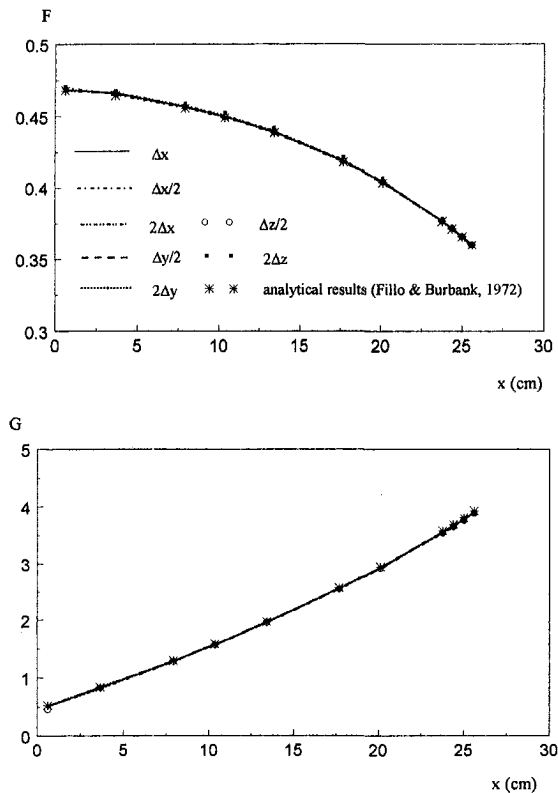 F
0.5
0.45
0.4
0.35
0.3
Δx
Δx/2
2Δx
Δz/2
Δy/2
2Δz
2Δy
analytical results (Fillo & Burbank, 1972)
0 5 10 15 20 25 30
x (cm)
G
5
4
3
2
1
0
0 5 10 15 20 25 30
x (cm)